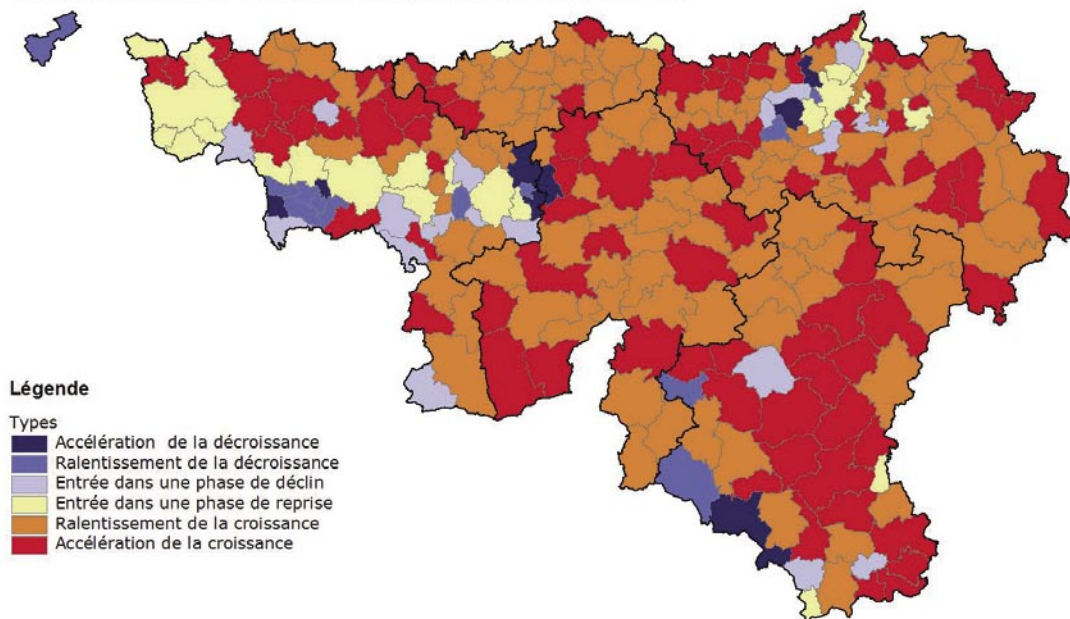 Légende
Types
Accélération de la décroissance
Ralentissement de la décroissance
Entrée dans une phase de déclin
Entrée dans une phase de reprise
Ralentissement de la croissance
Accélération de la croissance